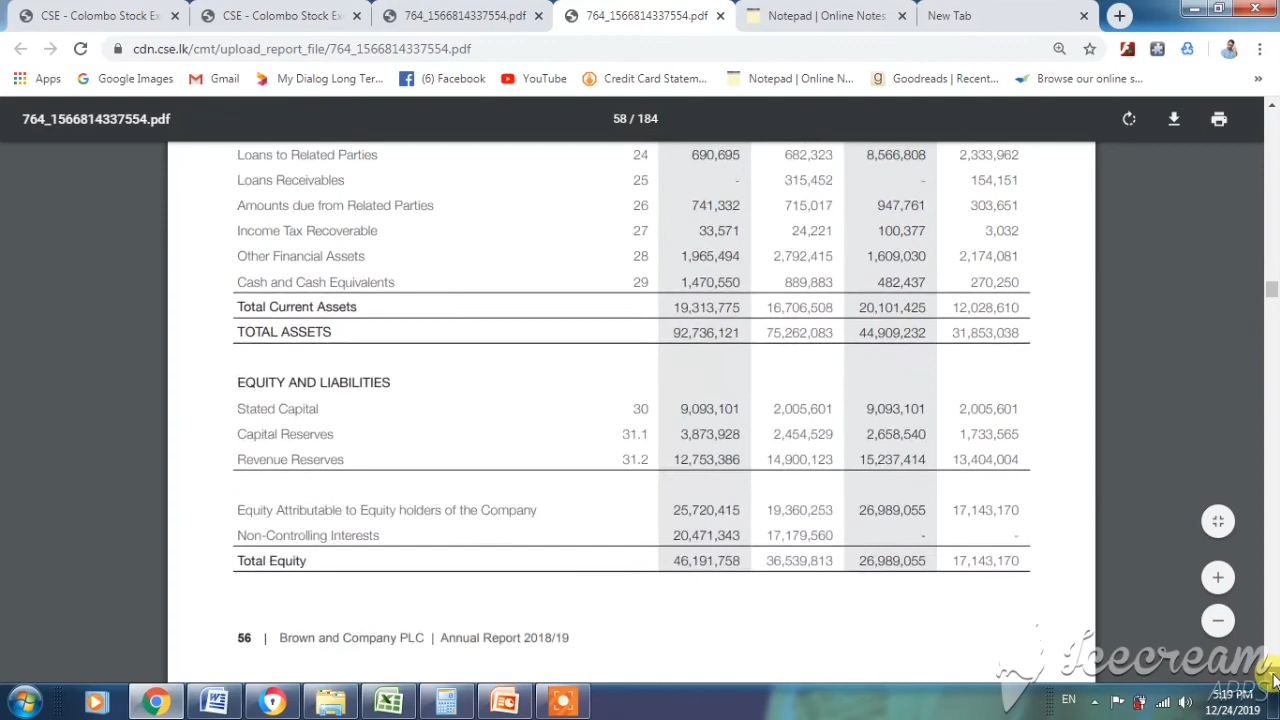 CSE - Colombo Stock Ex
CSE - Colombo Stock Ex
764_1566814337554.pdf
764_1566814337554.pdf
Notepad | Online Notes
New Tab
cdn.cse.lk/cmt/upload_report_file/764_1566814337554.pdf
Apps Google Images Gmail My Dialog Long Ter... (6) Facebook YouTube Credit Card Statem... Notepad | Online N... Goodreads | Recent... Browse our online s... »
764_1566814337554.pdf 58 / 184
Loans to Related Parties 24 690,695 682,323 8,566,808 2,333,962
Loans Receivables 25 - 315,452 - 154,151
Amounts due from Related Parties 26 741,332 715,017 947,761 303,651
Income Tax Recoverable 27 33,571 24,221 100,377 3,032
Other Financial Assets 28 1,965,494 2,792,415 1,609,030 2,174,081
Cash and Cash Equivalents 29 1,470,550 889,883 482,437 270,250
Total Current Assets 19,313,775 16,706,508 20,101,425 12,028,610
TOTAL ASSETS 92,736,121 75,262,083 44,909,232 31,853,038
EQUITY AND LIABILITIES
Stated Capital 30 9,093,101 2,005,601 9,093,101 2,005,601
Capital Reserves 31.1 3,873,928 2,454,529 2,658,540 1,733,565
Revenue Reserves 31.2 12,753,386 14,900,123 15,237,414 13,404,004
Equity Attributable to Equity holders of the Company 25,720,415 19,360,253 26,989,055 17,143,170
Non-Controlling Interests 20,471,343 17,179,560 - -
Total Equity 46,191,758 36,539,813 26,989,055 17,143,170
56 | Brown and Company PLC | Annual Report 2018/19
Icecream
APPS
EN
5:19 PM
12/24/2019